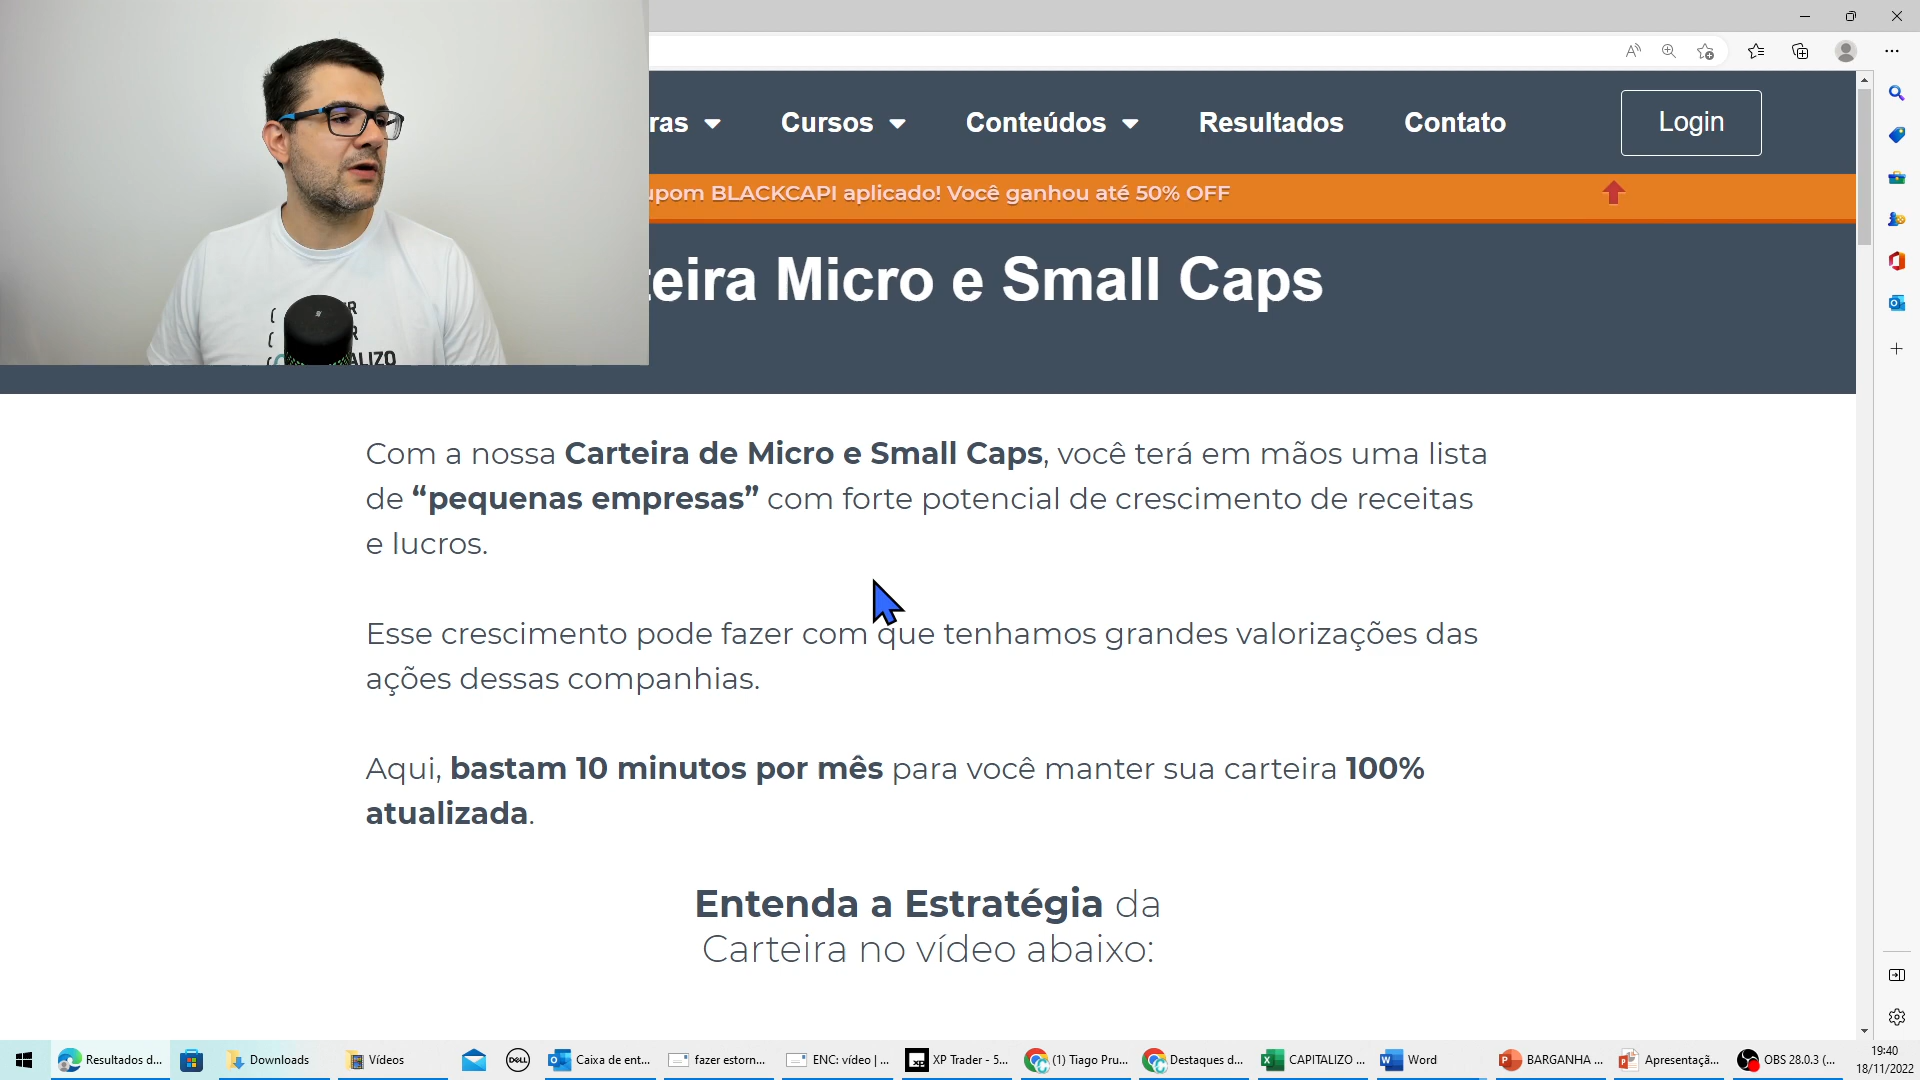 ras
Cursos
Conteúdos
Resultados
Contato
Login
upom BLACKCAPI aplicado! Você ganhou até 50% OFF
teira Micro e Small Caps
R
R
ALIZO
Com a nossa Carteira de Micro e Small Caps, você terá em mãos uma lista
de “pequenas empresas” com forte potencial de crescimento de receitas
e lucros.
Esse crescimento pode fazer com que tenhamos grandes valorizações das
ações dessas companhias.
Aqui, bastam 10 minutos por mês para você manter sua carteira 100%
atualizada.
Entenda a Estratégia da
Carteira no vídeo abaixo:
Resultados d...
Downloads
Vídeos
DELL
Caixa de ent...
fazer estorn...
ENC: vídeo | ...
XP Trader - 5...
(1) Tiago Pru...
Destaques d...
CAPITALIZO ...
Word
BARGANHA ...
Apresentaçã...
OBS 28.0.3 (...
19:40
18/11/2022